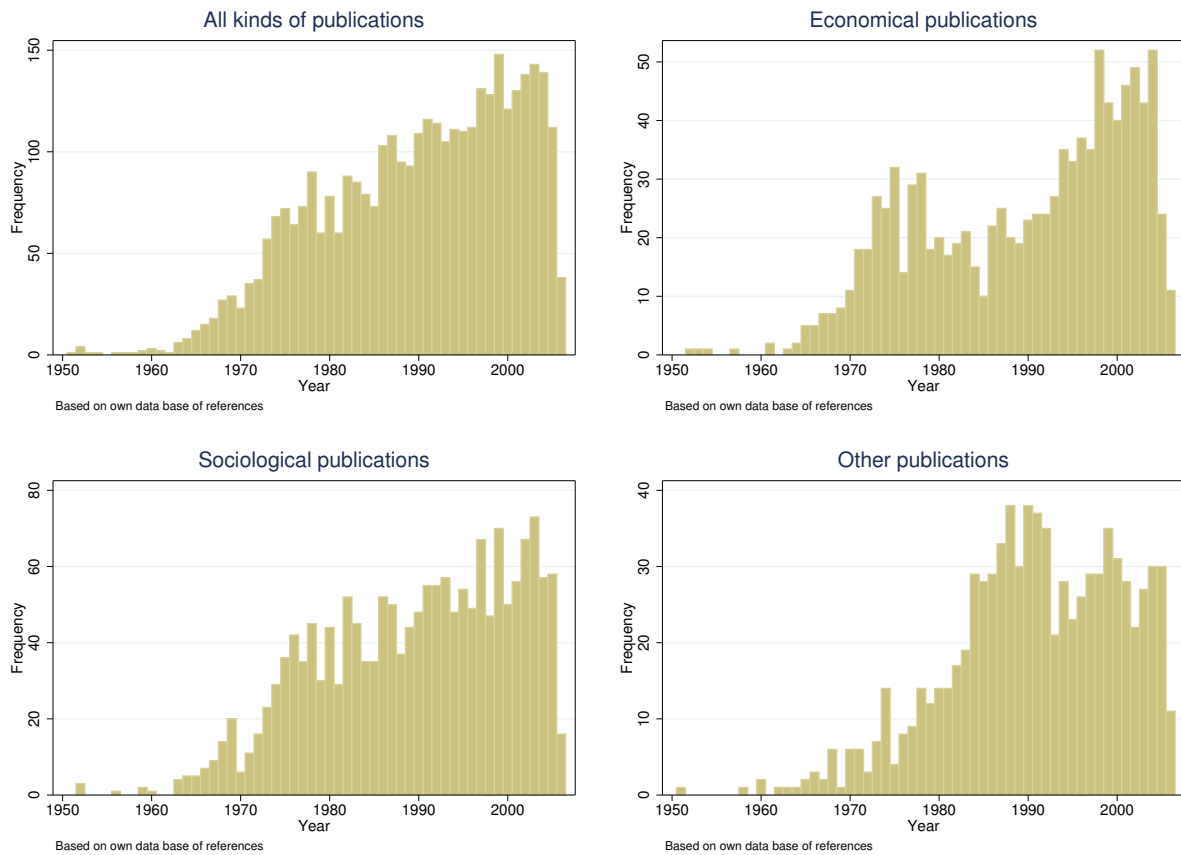 All kinds of publications
150
100
50
0
Frequency
1950 1960 1970 1980 1990 2000
Year
Based on own data base of references
Economical publications
50
40
30
20
10
0
Frequency
1950 1960 1970 1980 1990 2000
Year
Based on own data base of references
Sociological publications
80
60
40
20
0
Frequency
1950 1960 1970 1980 1990 2000
Year
Based on own data base of references
Other publications
40
30
20
10
0
Frequency
1950 1960 1970 1980 1990 2000
Year
Based on own data base of references